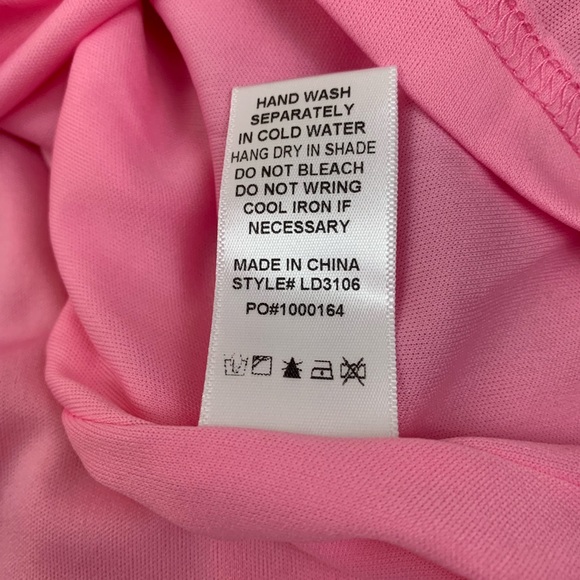 HAND WASH
SEPARATELY
IN COLD WATER
HANG DRY IN SHADE
DO NOT BLEACH
DO NOT WRING
COOL IRON IF
NECESSARY
MADE IN CHINA
STYLE# LD3106
PO#1000164